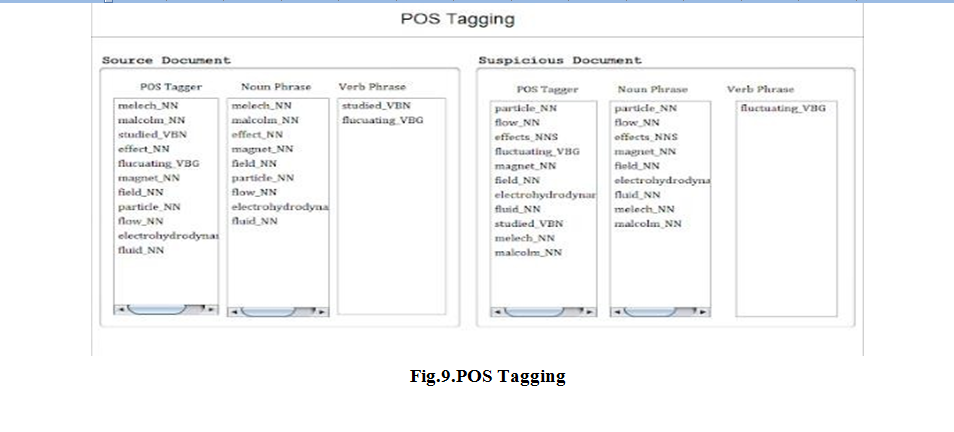 POS Tagging
Source Document
POS Tagger
melech_NN
malcolm_NN
studied_VBN
effect_NN
flucuating_VBG
magnet_NN
field_NN
particle_NN
flow_NN
electrohydrodynar
fluid_NN
Noun Phrase
melech_NN
malcolm_NN
effect_NN
magnet_NN
field_NN
particle_NN
flow_NN
electrohydrodyna
fluid_NN
Verb Phrase
studied_VBN
flucuating_VBG
Suspicious Document
POS Tagger
particle_NN
flow_NN
effects_NNS
fluctuating_VBG
magnet_NN
field_NN
electrohydrodynar
fluid_NN
studied_VBN
melech_NN
malcolm_NN
Noun Phrase
particle_NN
flow_NN
effects_NNS
magnet_NN
field_NN
electrohydrodyna
fluid_NN
melech_NN
malcolm_NN
Verb Phrase
fluctuating_VBG
Fig.9.POS Tagging